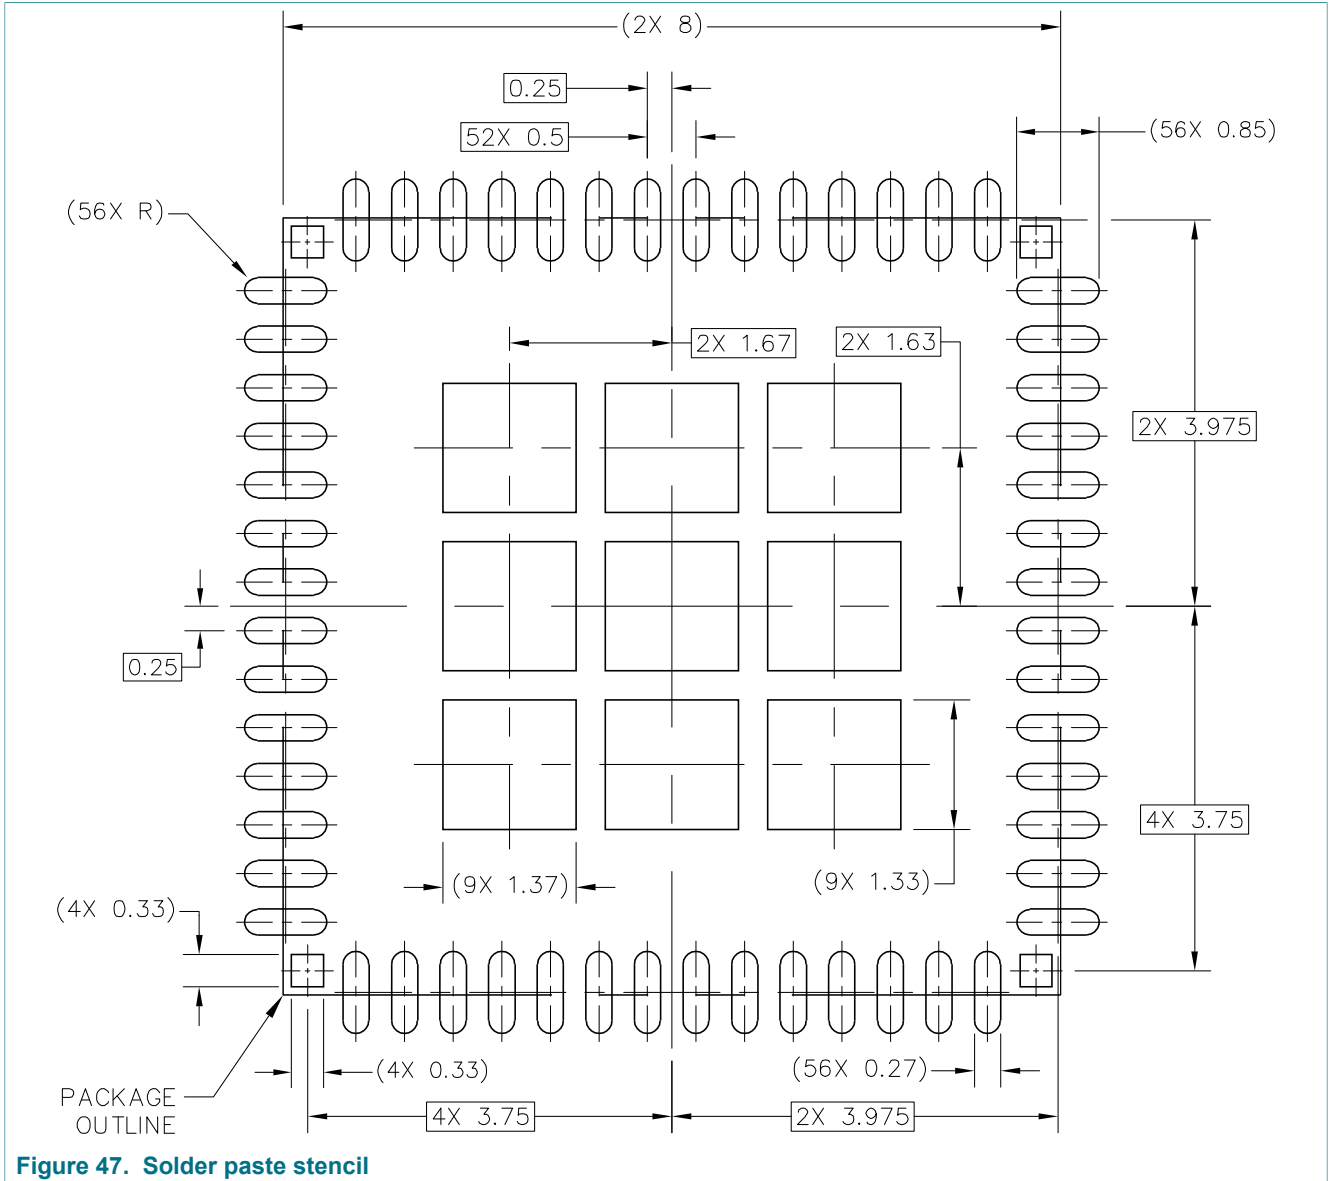 (2X 8)
0.25
52X 0.5
(56X 0.85)
(56X R)
2X 1.67
2X 1.63
2X 3.975
0.25
4X 3.75
(9X 1.37)
(9X 1.33)
(4X 0.33)
(4X 0.33)
(56X 0.27)
PACKAGE
OUTLINE
4X 3.75
2X 3.975
Figure 47. Solder paste stencil